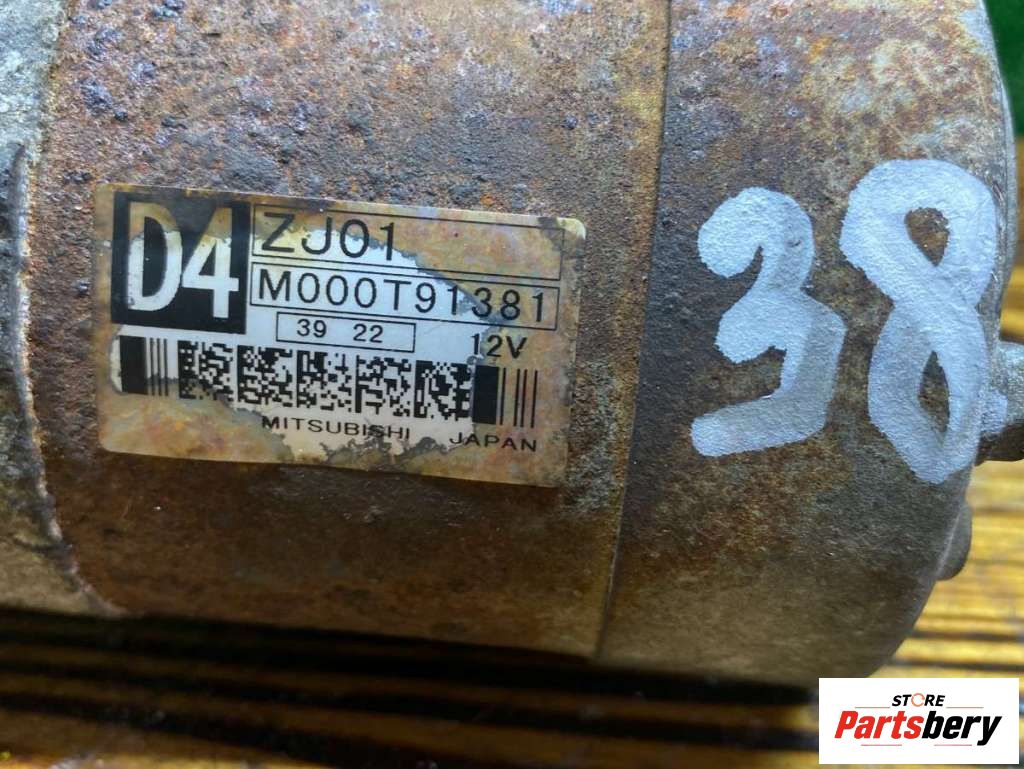 D4
ZJ01
M000T91381
39 22
12V
MITSUBISHI JAPAN
38
STORE
Partsbery